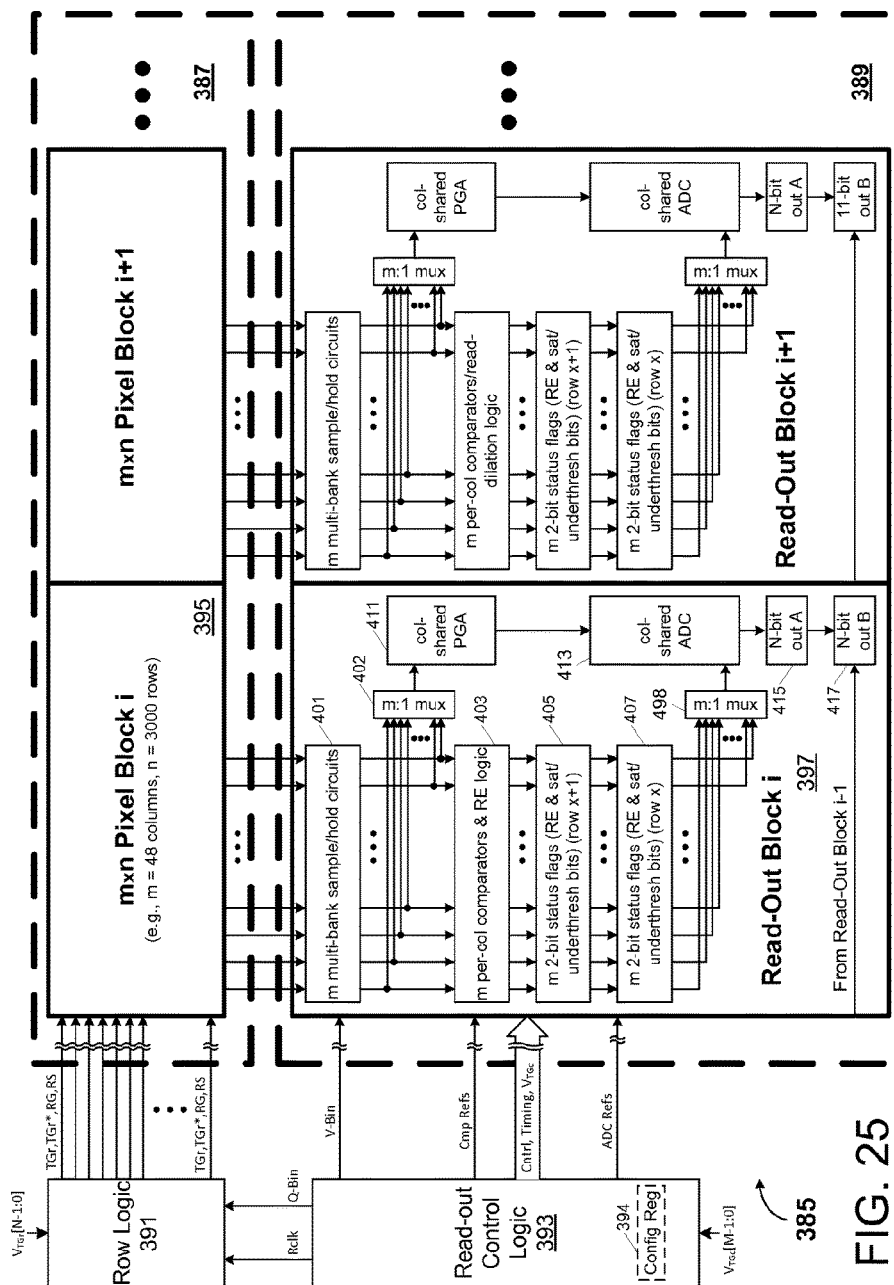 V_TGr[N-1:0]
Row Logic
391
TGr,TGr*,RG,RS
TGr,TGr*,RG,RS
Rclk
Q-Bin
mxn Pixel Block i
(e.g., m = 48 columns, n = 3000 rows)
395
mxn Pixel Block i+1
387
Read-out
Control
Logic
393
394
Config Reg
V_TGc[M-1:0]
V-Bin
Cmp Refs
Cntrl, Timing, V_TGc
ADC Refs
401
m multi-bank sample/hold circuits
402
m:1 mux
411
col-
shared
PGA
403
m per-col comparators & RE logic
405
m 2-bit status flags (RE & sat/
underthresh bits) (row x+1)
407
m 2-bit status flags (RE & sat/
underthresh bits) (row x)
413
col-
shared
ADC
498
m:1 mux
415
N-bit
out A
417
N-bit
out B
Read-Out Block i
397
From Read-Out Block i-1
m multi-bank sample/hold circuits
m:1 mux
col-
shared
PGA
m per-col comparators/read-
dilation logic
m 2-bit status flags (RE & sat/
underthresh bits) (row x+1)
m 2-bit status flags (RE & sat/
underthresh bits) (row x)
col-
shared
ADC
m:1 mux
N-bit
out A
11-bit
out B
Read-Out Block i+1
389
385
FIG. 25